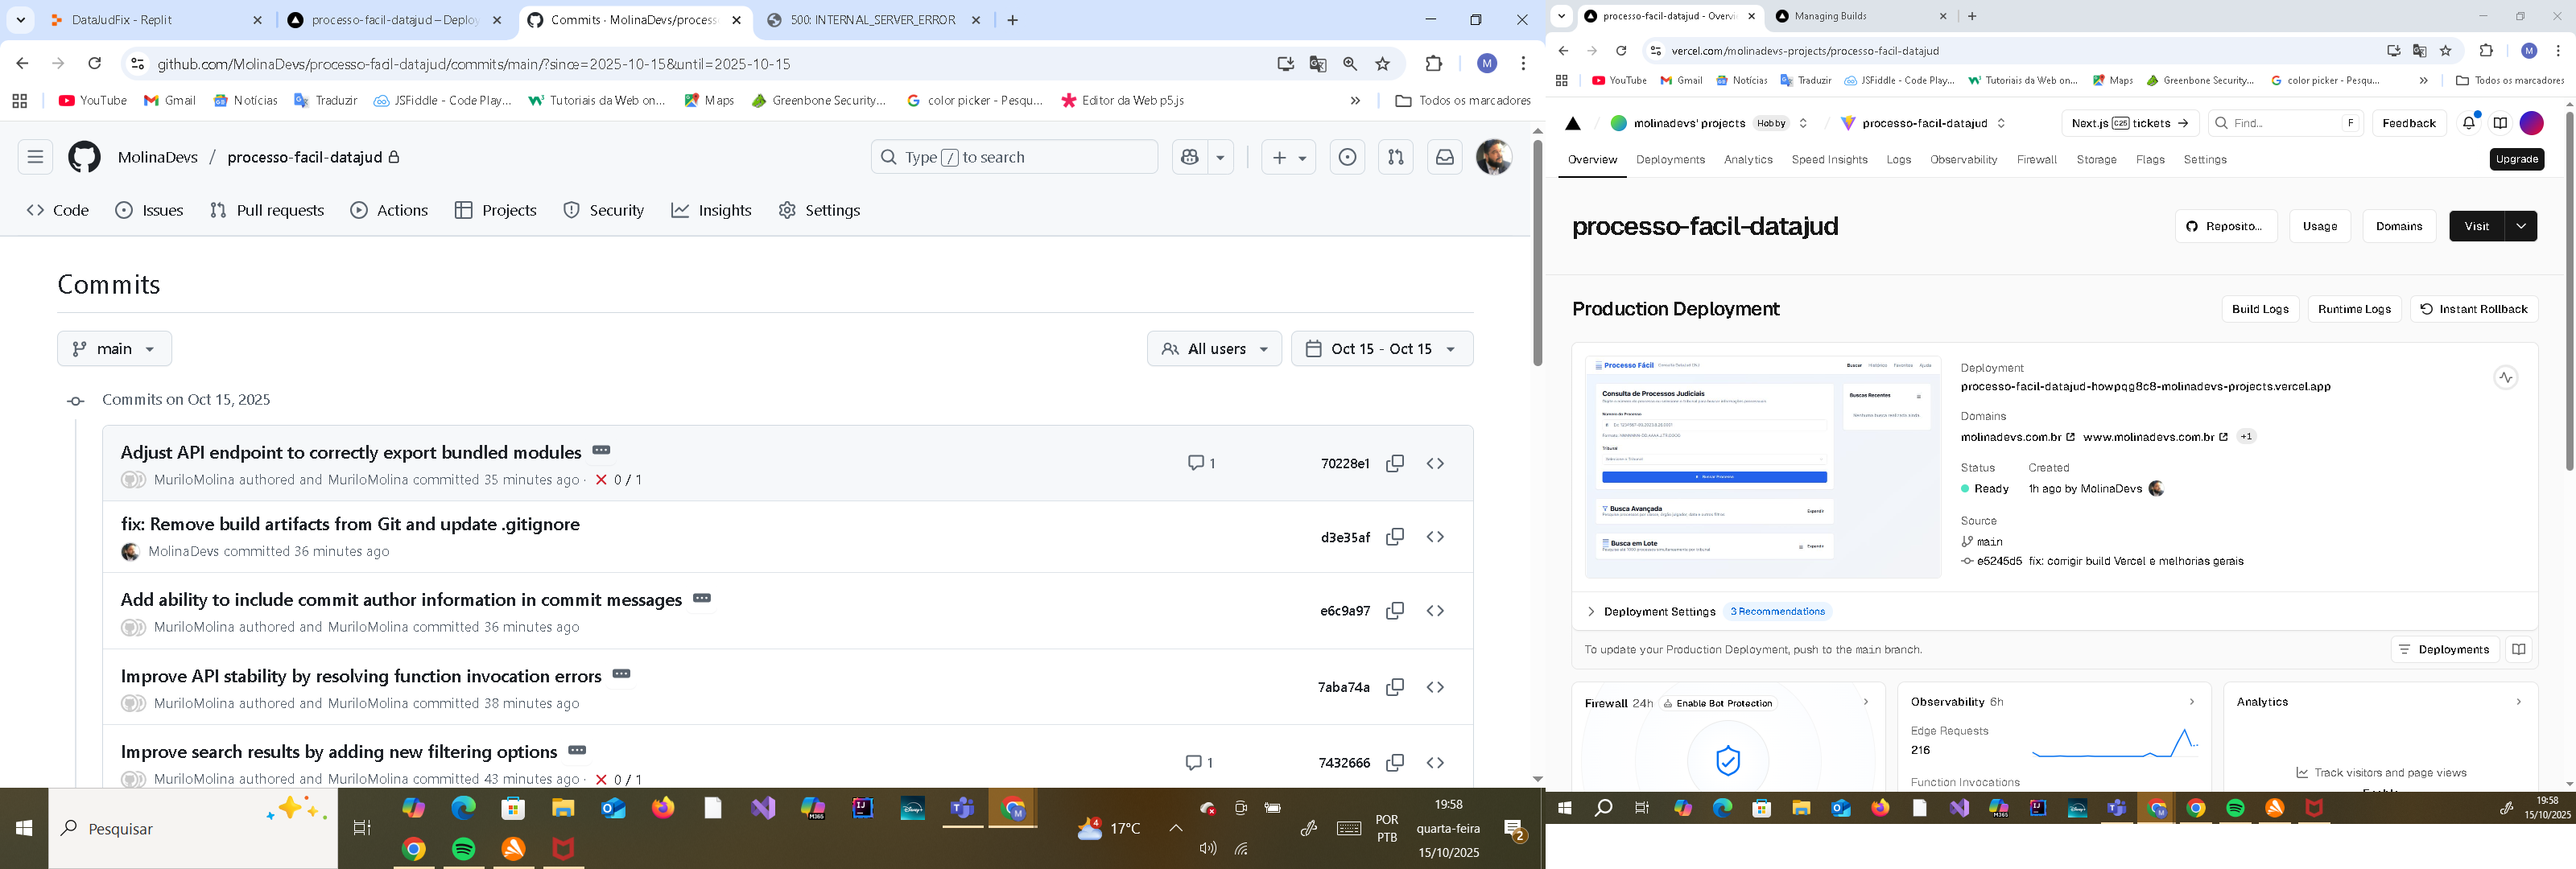 DataJudFix - Replit
processo-facil-datajud – Deploy
Commits · MolinaDevs/process
500: INTERNAL_SERVER_ERROR
github.com/MolinaDevs/processo-facil-datajud/commits/main/?since=2025-10-15&until=2025-10-15
YouTube
Gmail
Notícias
Traduzir
JSFiddle - Code Play...
Tutoriais da Web on...
Maps
Greenbone Security...
color picker - Pesqu...
Editor da Web p5.js
»
Todos os marcadores
MolinaDevs / processo-facil-datajud
Type / to search
Code
Issues
Pull requests
Actions
Projects
Security
Insights
Settings
Commits
main
All users
Oct 15 - Oct 15
Commits on Oct 15, 2025
Adjust API endpoint to correctly export bundled modules
MuriloMolina authored and MuriloMolina committed 35 minutes ago · 0 / 1
1
70228e1
fix: Remove build artifacts from Git and update .gitignore
MolinaDevs committed 36 minutes ago
d3e35af
Add ability to include commit author information in commit messages
MuriloMolina authored and MuriloMolina committed 36 minutes ago
e6c9a97
Improve API stability by resolving function invocation errors
MuriloMolina authored and MuriloMolina committed 38 minutes ago
7aba74a
Improve search results by adding new filtering options
MuriloMolina authored and MuriloMolina committed 43 minutes ago · 0 / 1
1
7432666
Pesquisar
4
17°C
POR
PTB
19:58
quarta-feira
15/10/2025
2
processo-facil-datajud - Overvi
Managing Builds
vercel.com/molinadevs-projects/processo-facil-datajud
M
YouTube
Gmail
Notícias
Traduzir
JSFiddle - Code Play...
Tutoriais da Web on...
Maps
Greenbone Security...
color picker - Pesqu...
»
Todos os marcadores
molinadevs' projects Hobby
processo-facil-datajud
Next.js C25 tickets →
Find...
F
Feedback
Overview
Deployments
Analytics
Speed Insights
Logs
Observability
Firewall
Storage
Flags
Settings
Upgrade
processo-facil-datajud
Reposito...
Usage
Domains
Visit
Production Deployment
Build Logs
Runtime Logs
Instant Rollback
Processo Fácil
Buscar
Histórico
Favoritos
Ajuda
Consulta de Processos Judiciais
Buscas Recentes
Número do Processo
Tribunal
Buscar Processo
Busca Avançada
Expandir
Busca em Lote
Expandir
Deployment
processo-facil-datajud-howpqg8c8-molinadevs-projects.vercel.app
Domains
molinadevs.com.br
www.molinadevs.com.br
+1
Status
Created
Ready
1h ago by MolinaDevs
Source
main
e5245d5 fix: corrigir build Vercel e melhorias gerais
Deployment Settings
3 Recommendations
To update your Production Deployment, push to the main branch.
Deployments
Firewall 24h
Enable Bot Protection
Observability 6h
Edge Requests
216
Function Invocations
Analytics
Track visitors and page views
19:58
15/10/2025